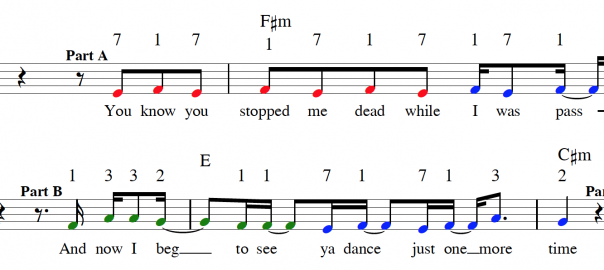 F♯m
7 1 7 1 7 1 7 1 7 1
Part A
You know you stopped me dead while I was pass -
E C♯m
1 3 3 2 1 1 7 1 7 1 3 2
Part B
And now I beg to see ya dance just one more time